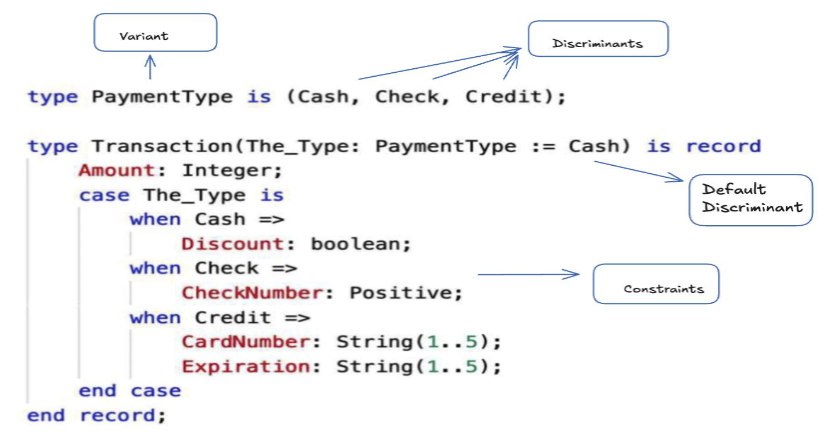 Variant
Discriminants
type PaymentType is (Cash, Check, Credit);
type Transaction(The_Type: PaymentType := Cash) is record
Amount: Integer;
case The_Type is
Default
Discriminant
when Cash =>
Discount: boolean;
when Check =>
Constraints
CheckNumber: Positive;
when Credit =>
CardNumber: String(1..5);
Expiration: String(1..5);
end case
end record;